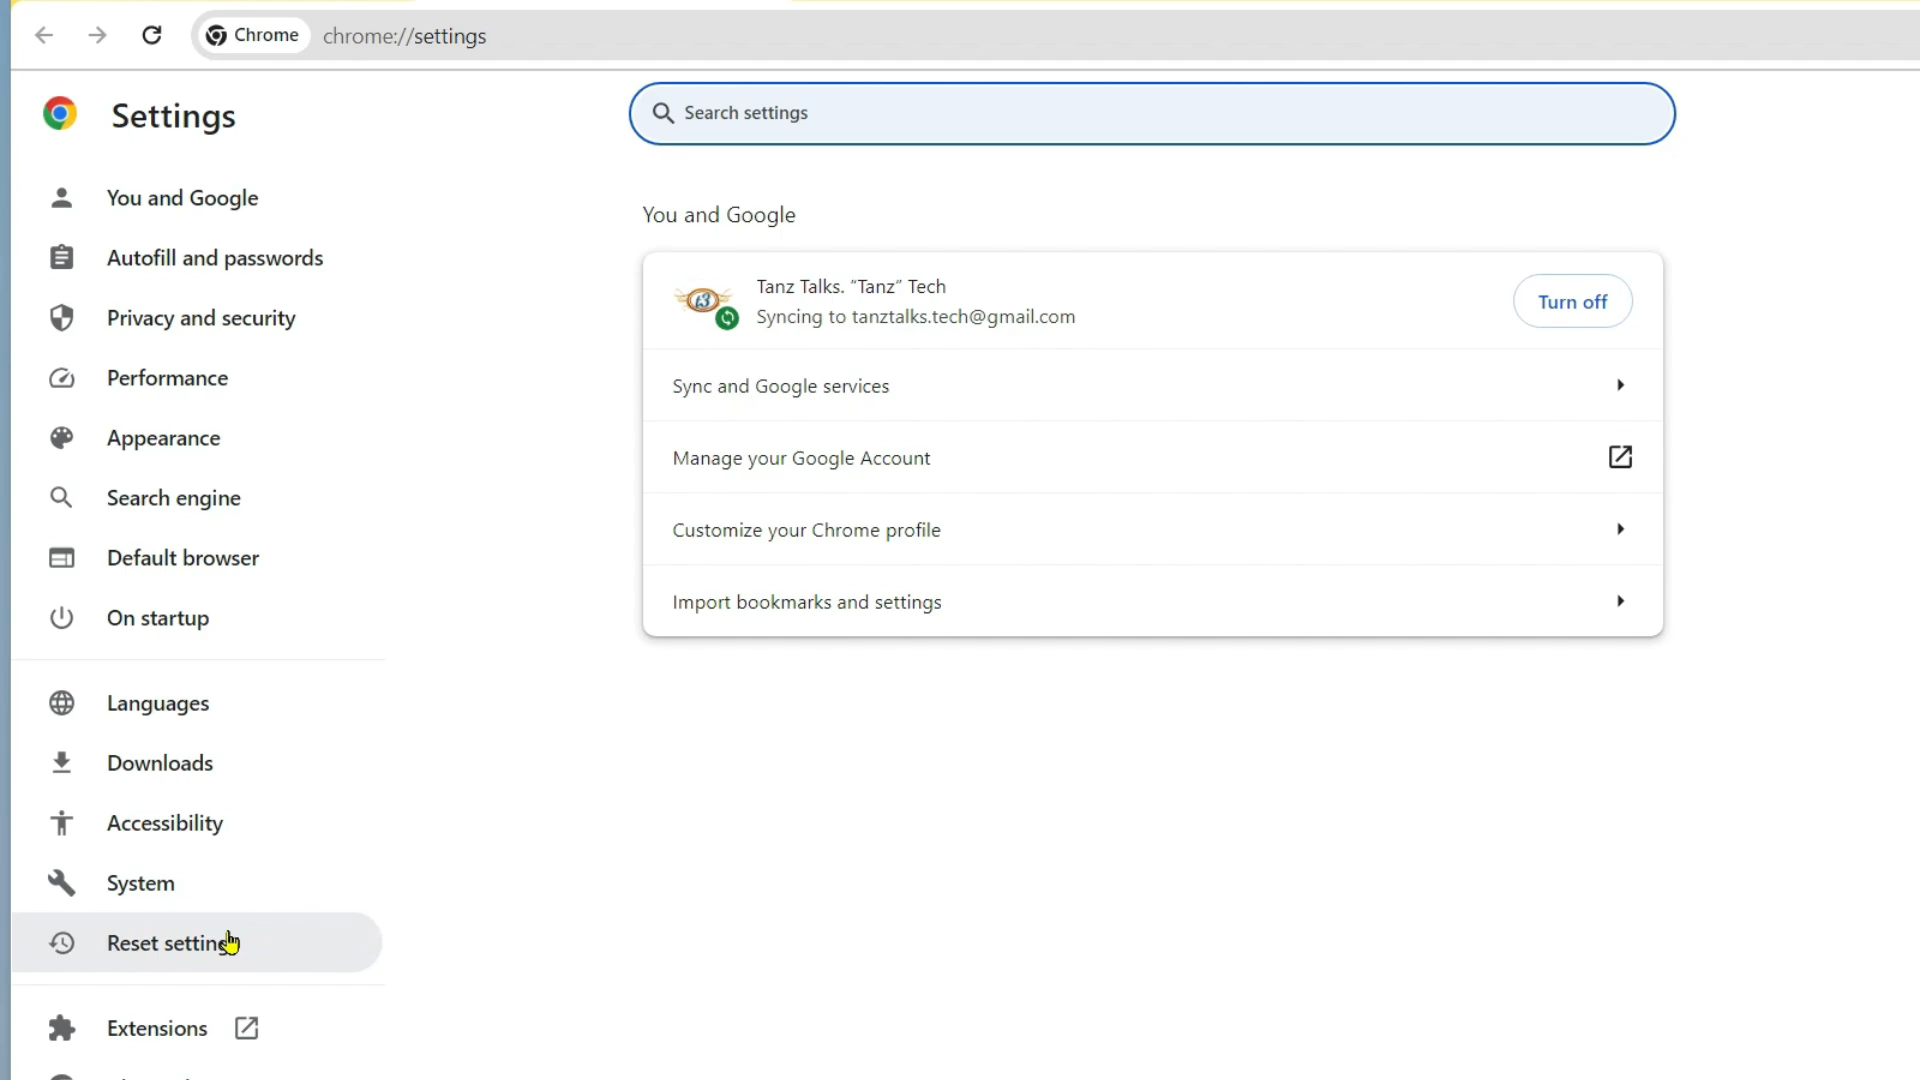 Chrome
chrome://settings
Settings
Search settings
You and Google
Autofill and passwords
Privacy and security
Performance
Appearance
Search engine
Default browser
On startup
Languages
Downloads
Accessibility
System
Reset setting
Extensions
You and Google
t3
Tanz Talks. “Tanz” Tech
Syncing to tanztalks.tech@gmail.com
Turn off
Sync and Google services
Manage your Google Account
Customize your Chrome profile
Import bookmarks and settings